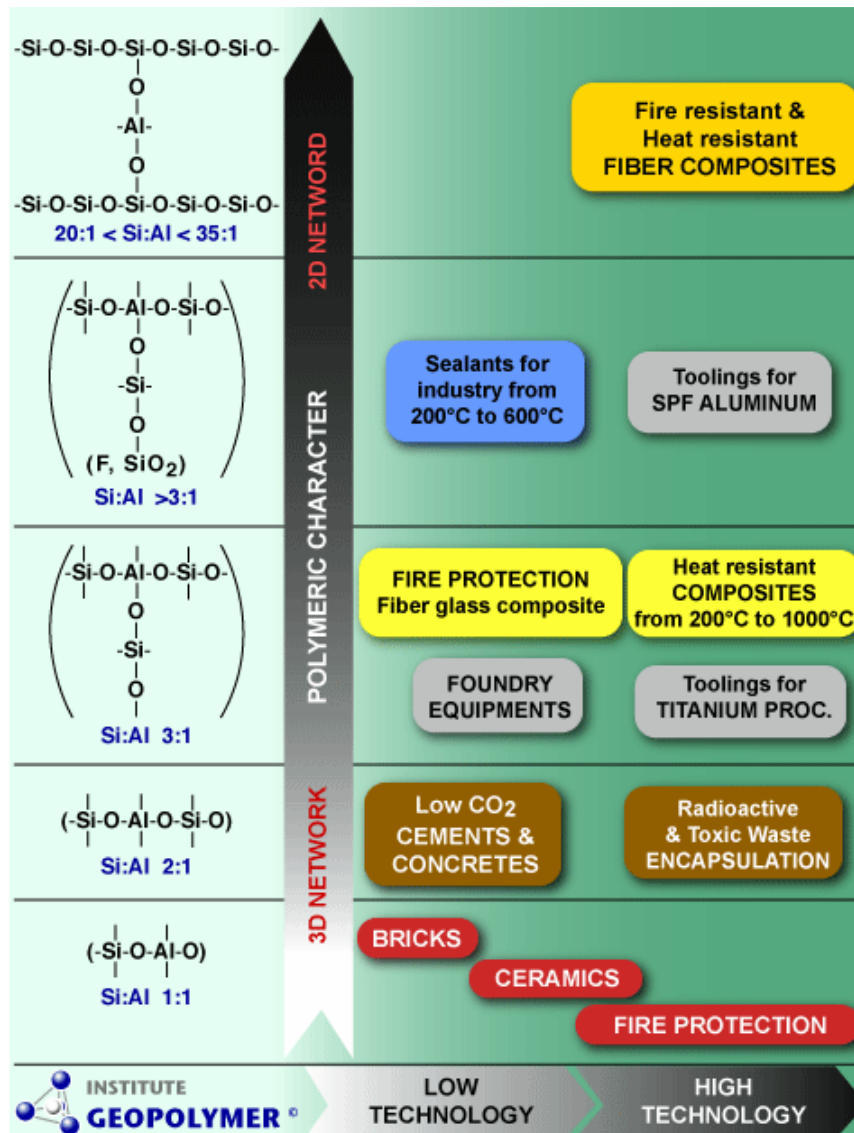 -Si-O-Si-O-Si-O-Si-O-Si-O-
O
-Al-
O
-Si-O-Si-O-Si-O-Si-O-Si-O-
20:1 < Si:Al < 35:1
2D NETWORD
Fire resistant &
Heat resistant
FIBER COMPOSITES
-Si-O-Al-O-Si-O-
O
-Si-
O
(F, SiO2)
Si:Al >3:1
POLYMERIC CHARACTER
Sealants for
industry from
200°C to 600°C
Toolings for
SPF ALUMINUM
-Si-O-Al-O-Si-O-
O
-Si-
O
Si:Al 3:1
FIRE PROTECTION
Fiber glass composite
Heat resistant
COMPOSITES
from 200°C to 1000°C
FOUNDRY
EQUIPMENTS
Toolings for
TITANIUM PROC.
(-Si-O-Al-O-Si-O)
Si:Al 2:1
3D NETWORK
Low CO2
CEMENTS &
CONCRETES
Radioactive
& Toxic Waste
ENCAPSULATION
(-Si-O-Al-O)
Si:Al 1:1
BRICKS
CERAMICS
FIRE PROTECTION
INSTITUTE
GEOPOLYMER ©
LOW
TECHNOLOGY
HIGH
TECHNOLOGY